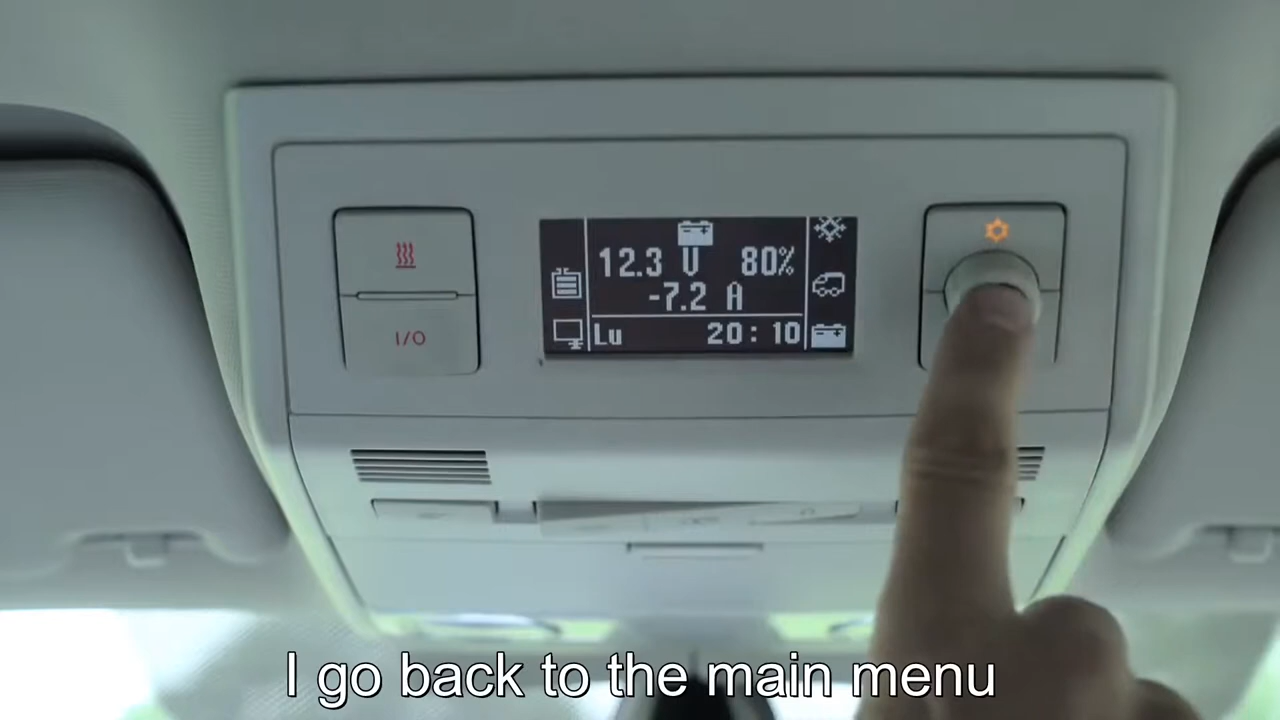 12.3 V 80%
-7.2 A
Lu 20:10
I/O
I go back to the main menu